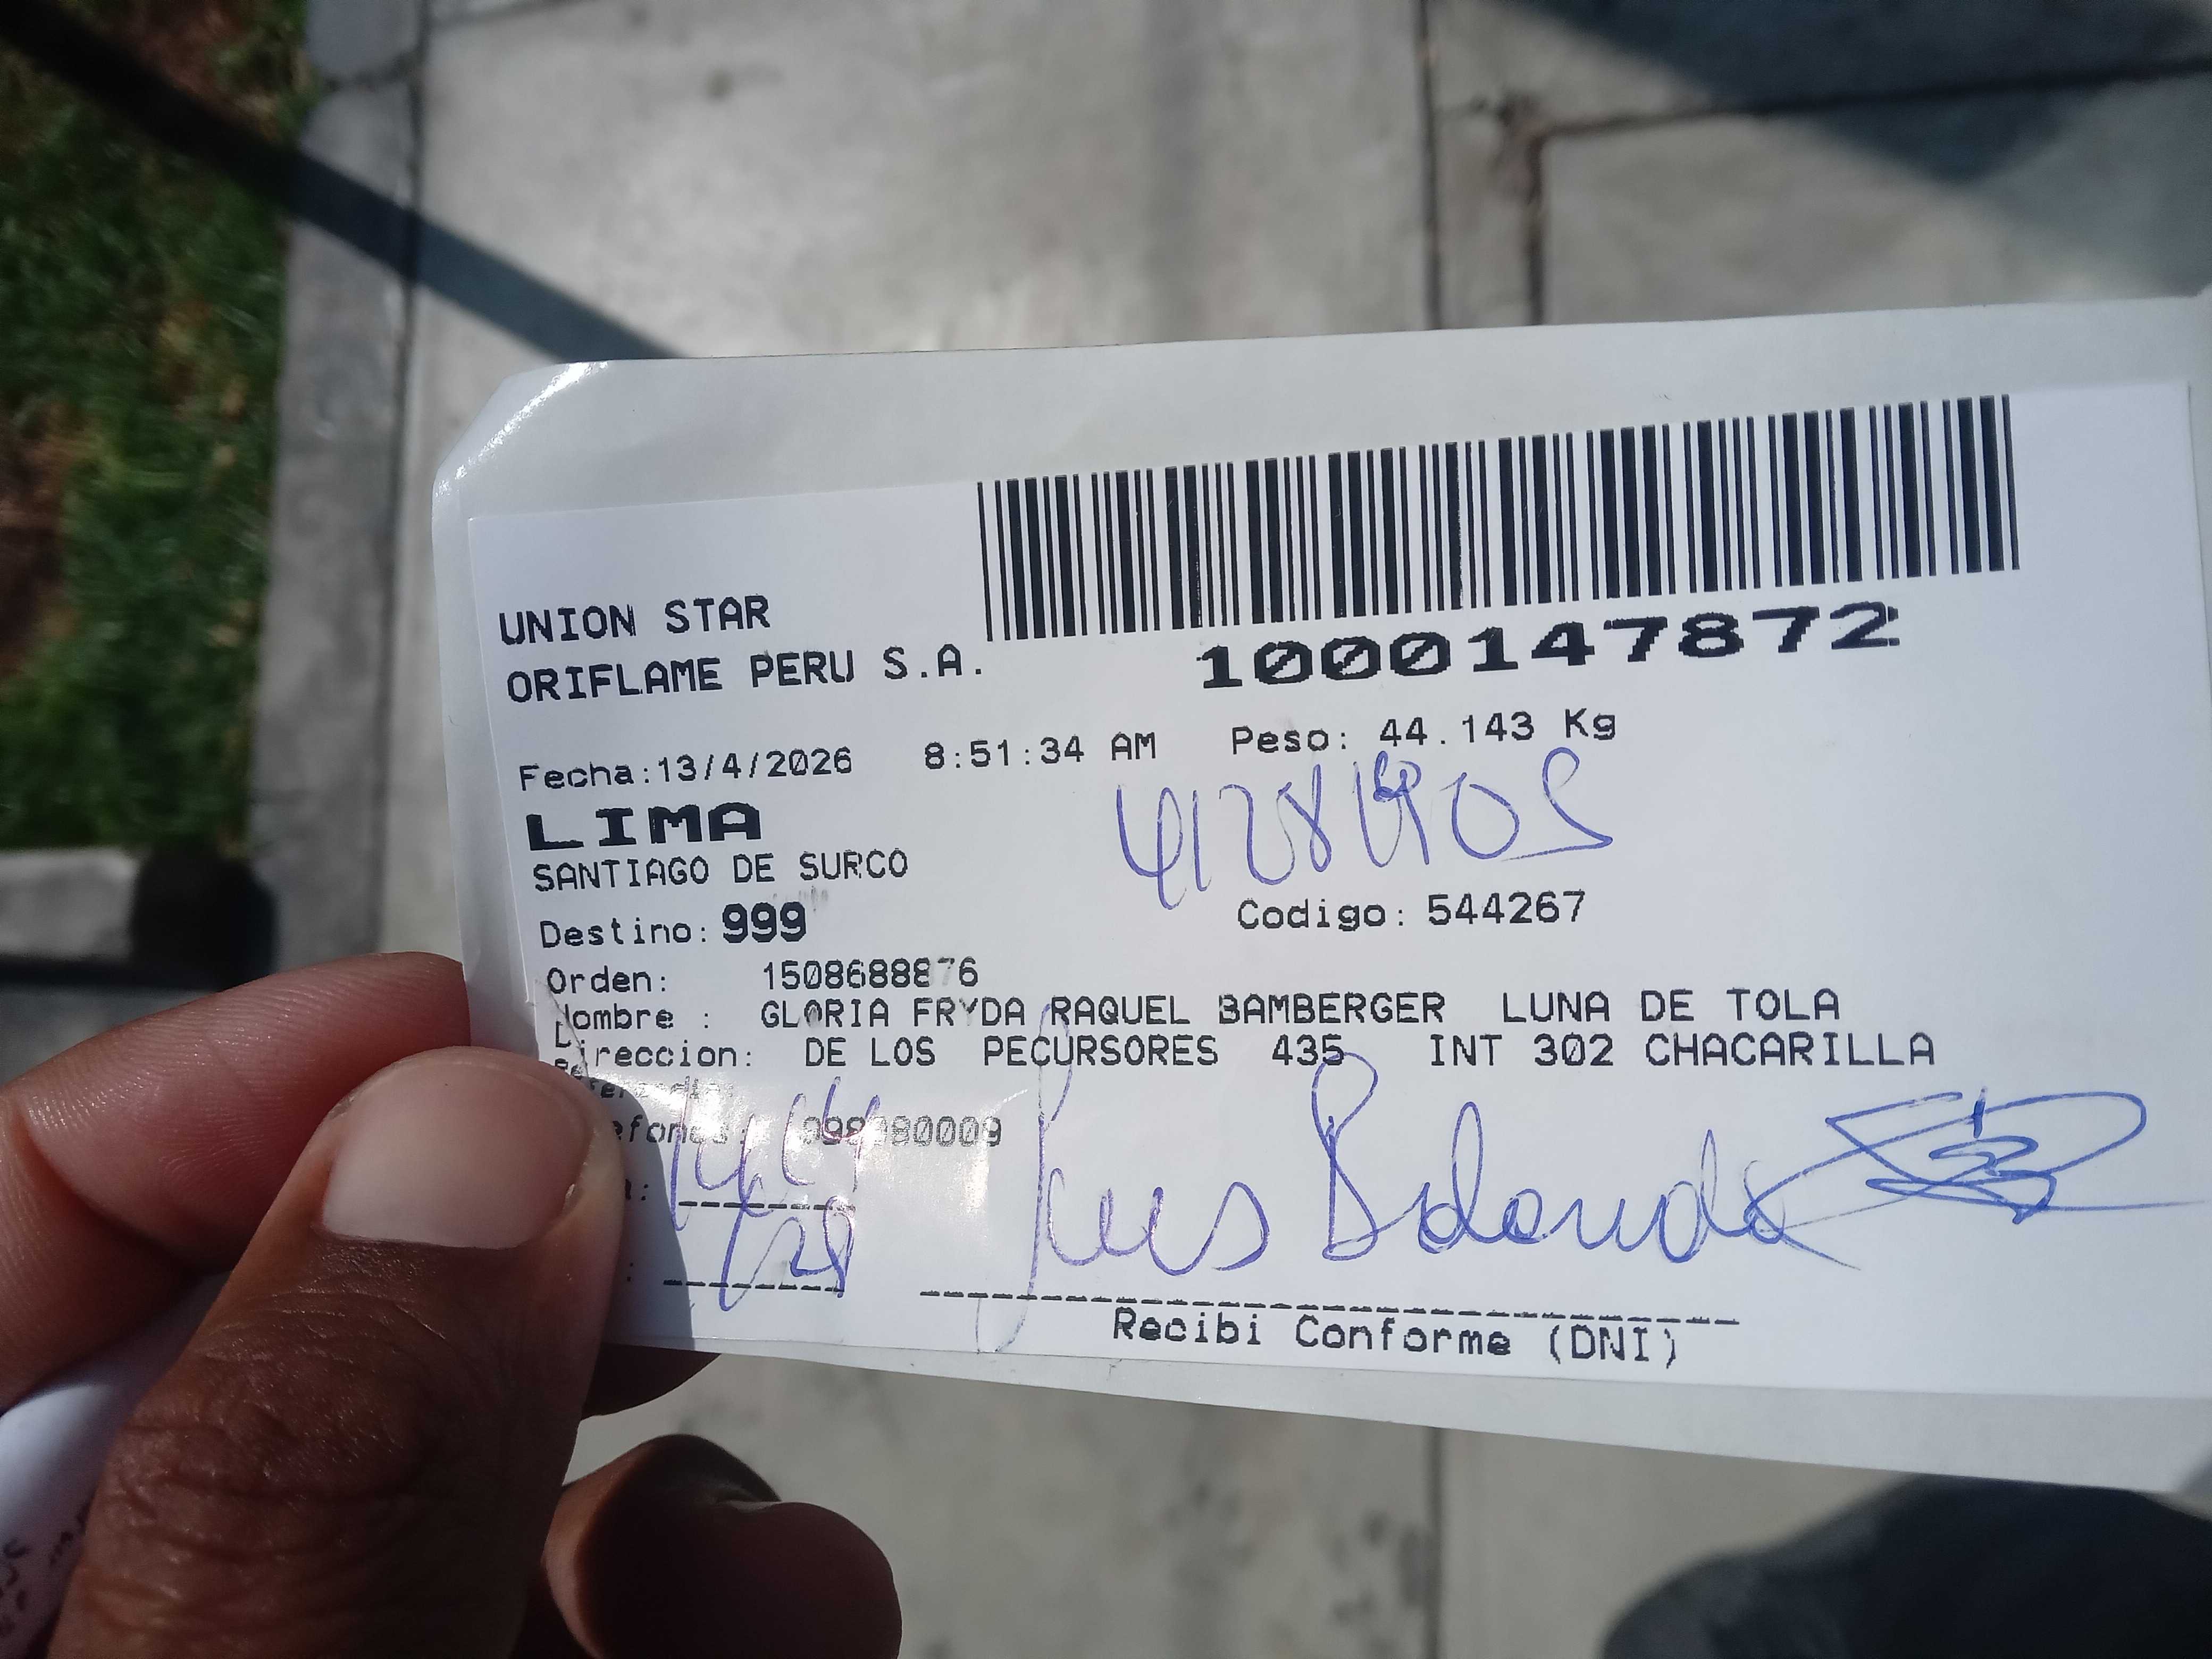 UNION STAR
ORIFLAME PERU S.A.
1000147872
Fecha:13/4/2026 8:51:34 AM Peso: 44.143 Kg
LIMA
SANTIAGO DE SURCO
Destino: 999 Codigo: 544267
Orden: 1508688876
Nombre : GLORIA FRYDA RAQUEL BAMBERGER LUNA DE TOLA
Direccion: DE LOS PECURSORES 435 INT 302 CHACARILLA
Luis
Recibi Conforme (DNI)